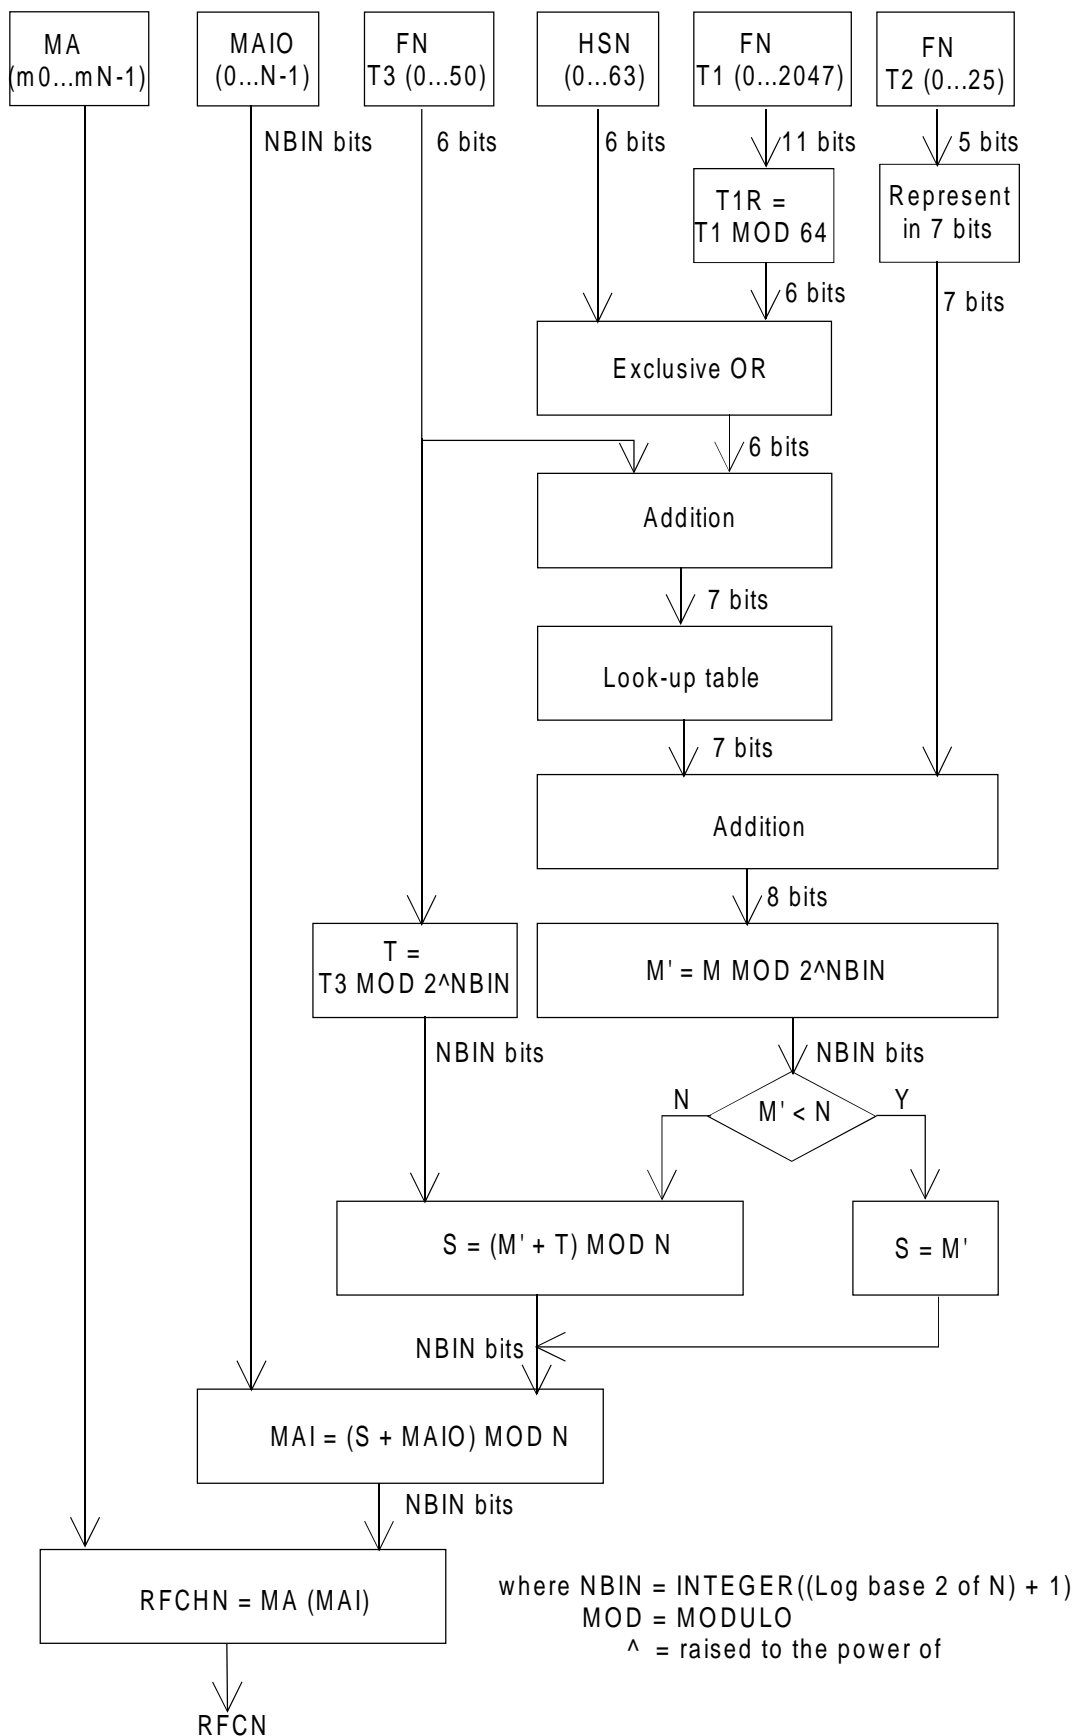 MA
(m0...mN-1)
MAIO
(0...N-1)
FN
T3 (0...50)
HSN
(0...63)
FN
T1 (0...2047)
FN
T2 (0...25)
NBIN bits
6 bits
6 bits
11 bits
5 bits
T1R =
T1 MOD 64
Represent
in 7 bits
6 bits
7 bits
Exclusive OR
6 bits
Addition
7 bits
Look-up table
7 bits
Addition
8 bits
T =
T3 MOD 2^NBIN
M' = M MOD 2^NBIN
NBIN bits
NBIN bits
N
M' < N
Y
S = (M' + T) MOD N
S = M'
NBIN bits
MAI = (S + MAIO) MOD N
NBIN bits
RFCHN = MA (MAI)
where NBIN = INTEGER((Log base 2 of N) + 1)
MOD = MODULO
^ = raised to the power of
RFCN